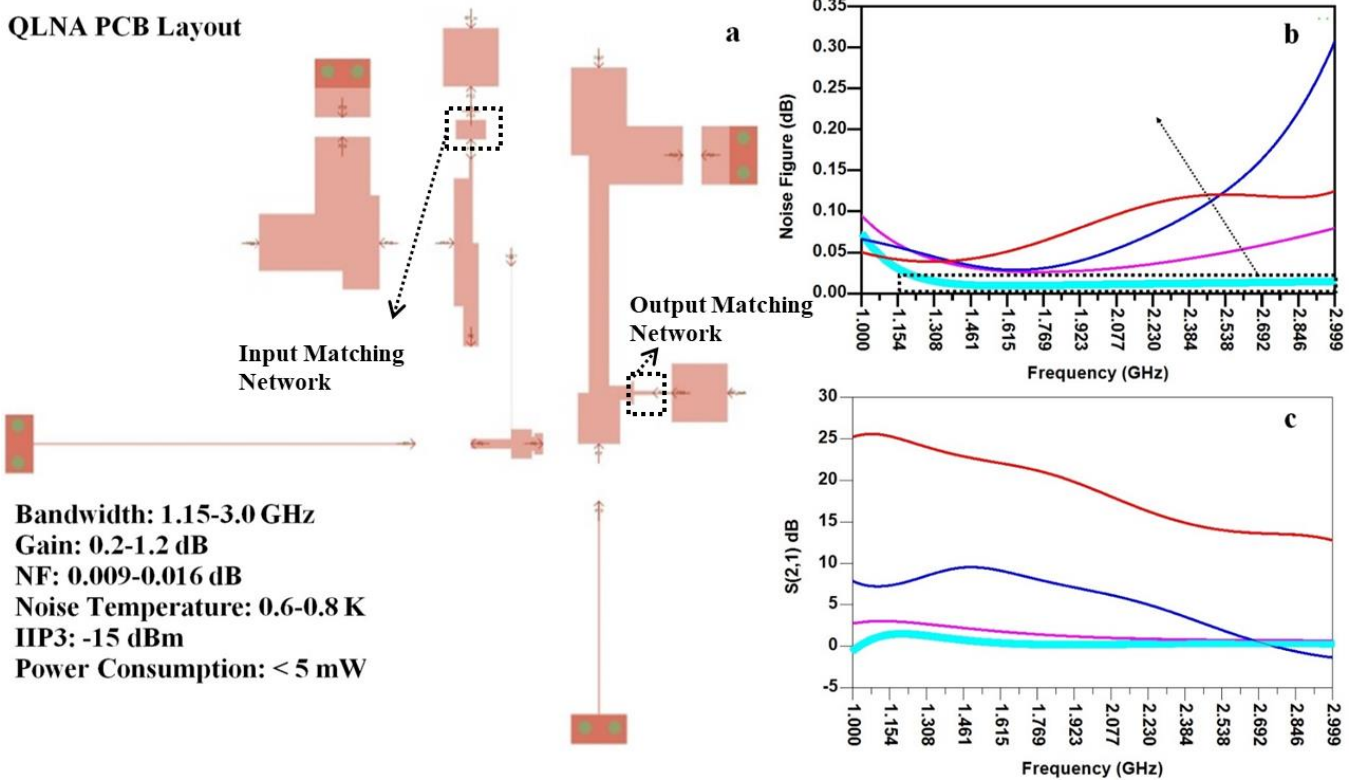 QLNA PCB Layout
a
Input Matching
Network
Output Matching
Network
Bandwidth: 1.15-3.0 GHz
Gain: 0.2-1.2 dB
NF: 0.009-0.016 dB
Noise Temperature: 0.6-0.8 K
IIP3: -15 dBm
Power Consumption: < 5 mW
b
Noise Figure (dB)
0.35
0.30
0.25
0.20
0.15
0.10
0.05
0.00
1.000 1.154 1.308 1.461 1.615 1.769 1.923 2.077 2.230 2.384 2.538 2.692 2.846 2.999
Frequency (GHz)
c
S(2,1) dB
30
25
20
15
10
5
0
-5
1.000 1.154 1.308 1.461 1.615 1.769 1.923 2.077 2.230 2.384 2.538 2.692 2.846 2.999
Frequency (GHz)